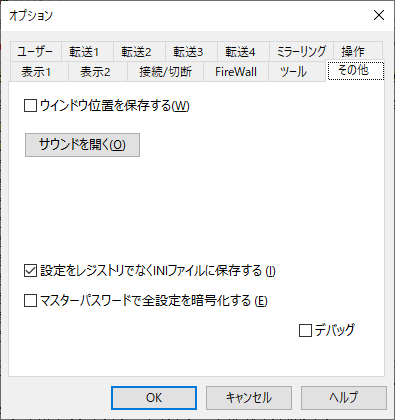 オプション
ユーザー 転送1 転送2 転送3 転送4 ミラーリング 操作
表示1 表示2 接続/切断 FireWall ツール その他
ウインドウ位置を保存する(W)
サウンドを開く(O)
設定をレジストリでなくINIファイルに保存する(I)
マスターパスワードで全設定を暗号化する(E)
デバッグ
OK キャンセル ヘルプ